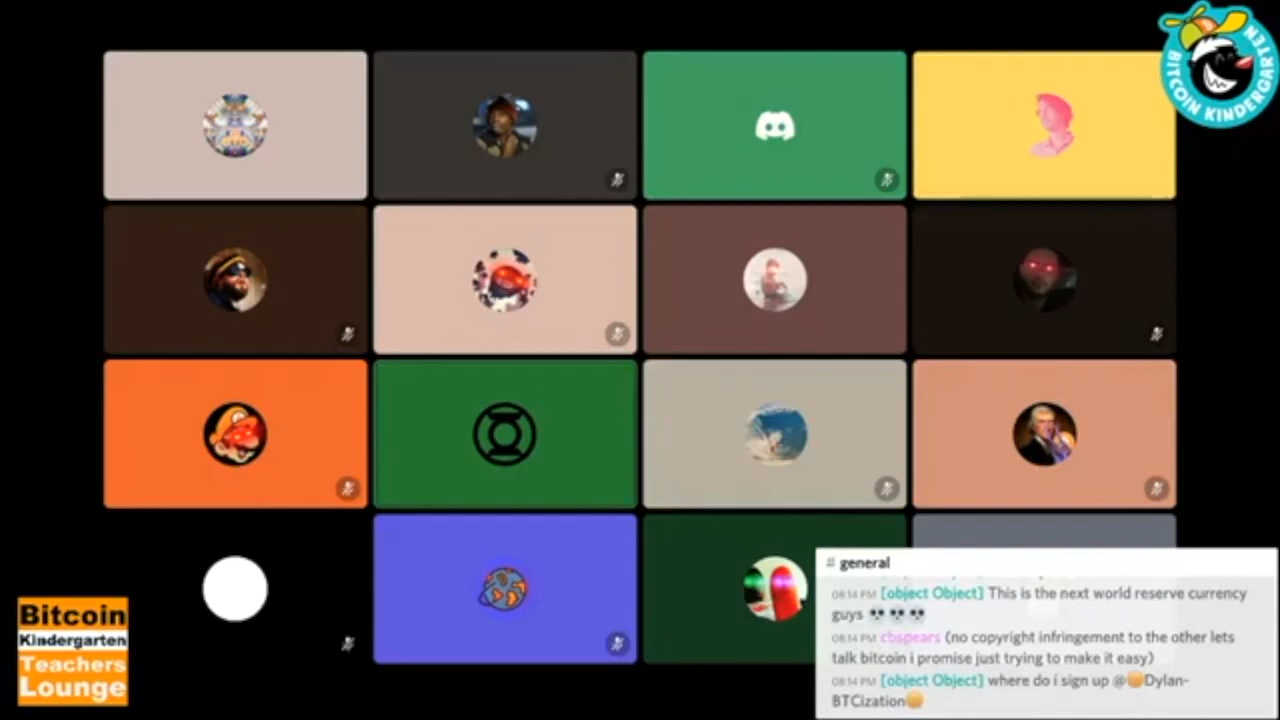 BITCOIN KINDERGARTEN
# general
08:14 PM [object Object] This is the next world reserve currency
guys 💀💀💀
08:14 PM cbspears (no copyright infringement to the other lets
talk bitcoin i promise just trying to make it easy)
08:14 PM [object Object] where do i sign up @🟠Dylan-
BTCization🟠
Bitcoin
Kindergarten
Teachers
Lounge